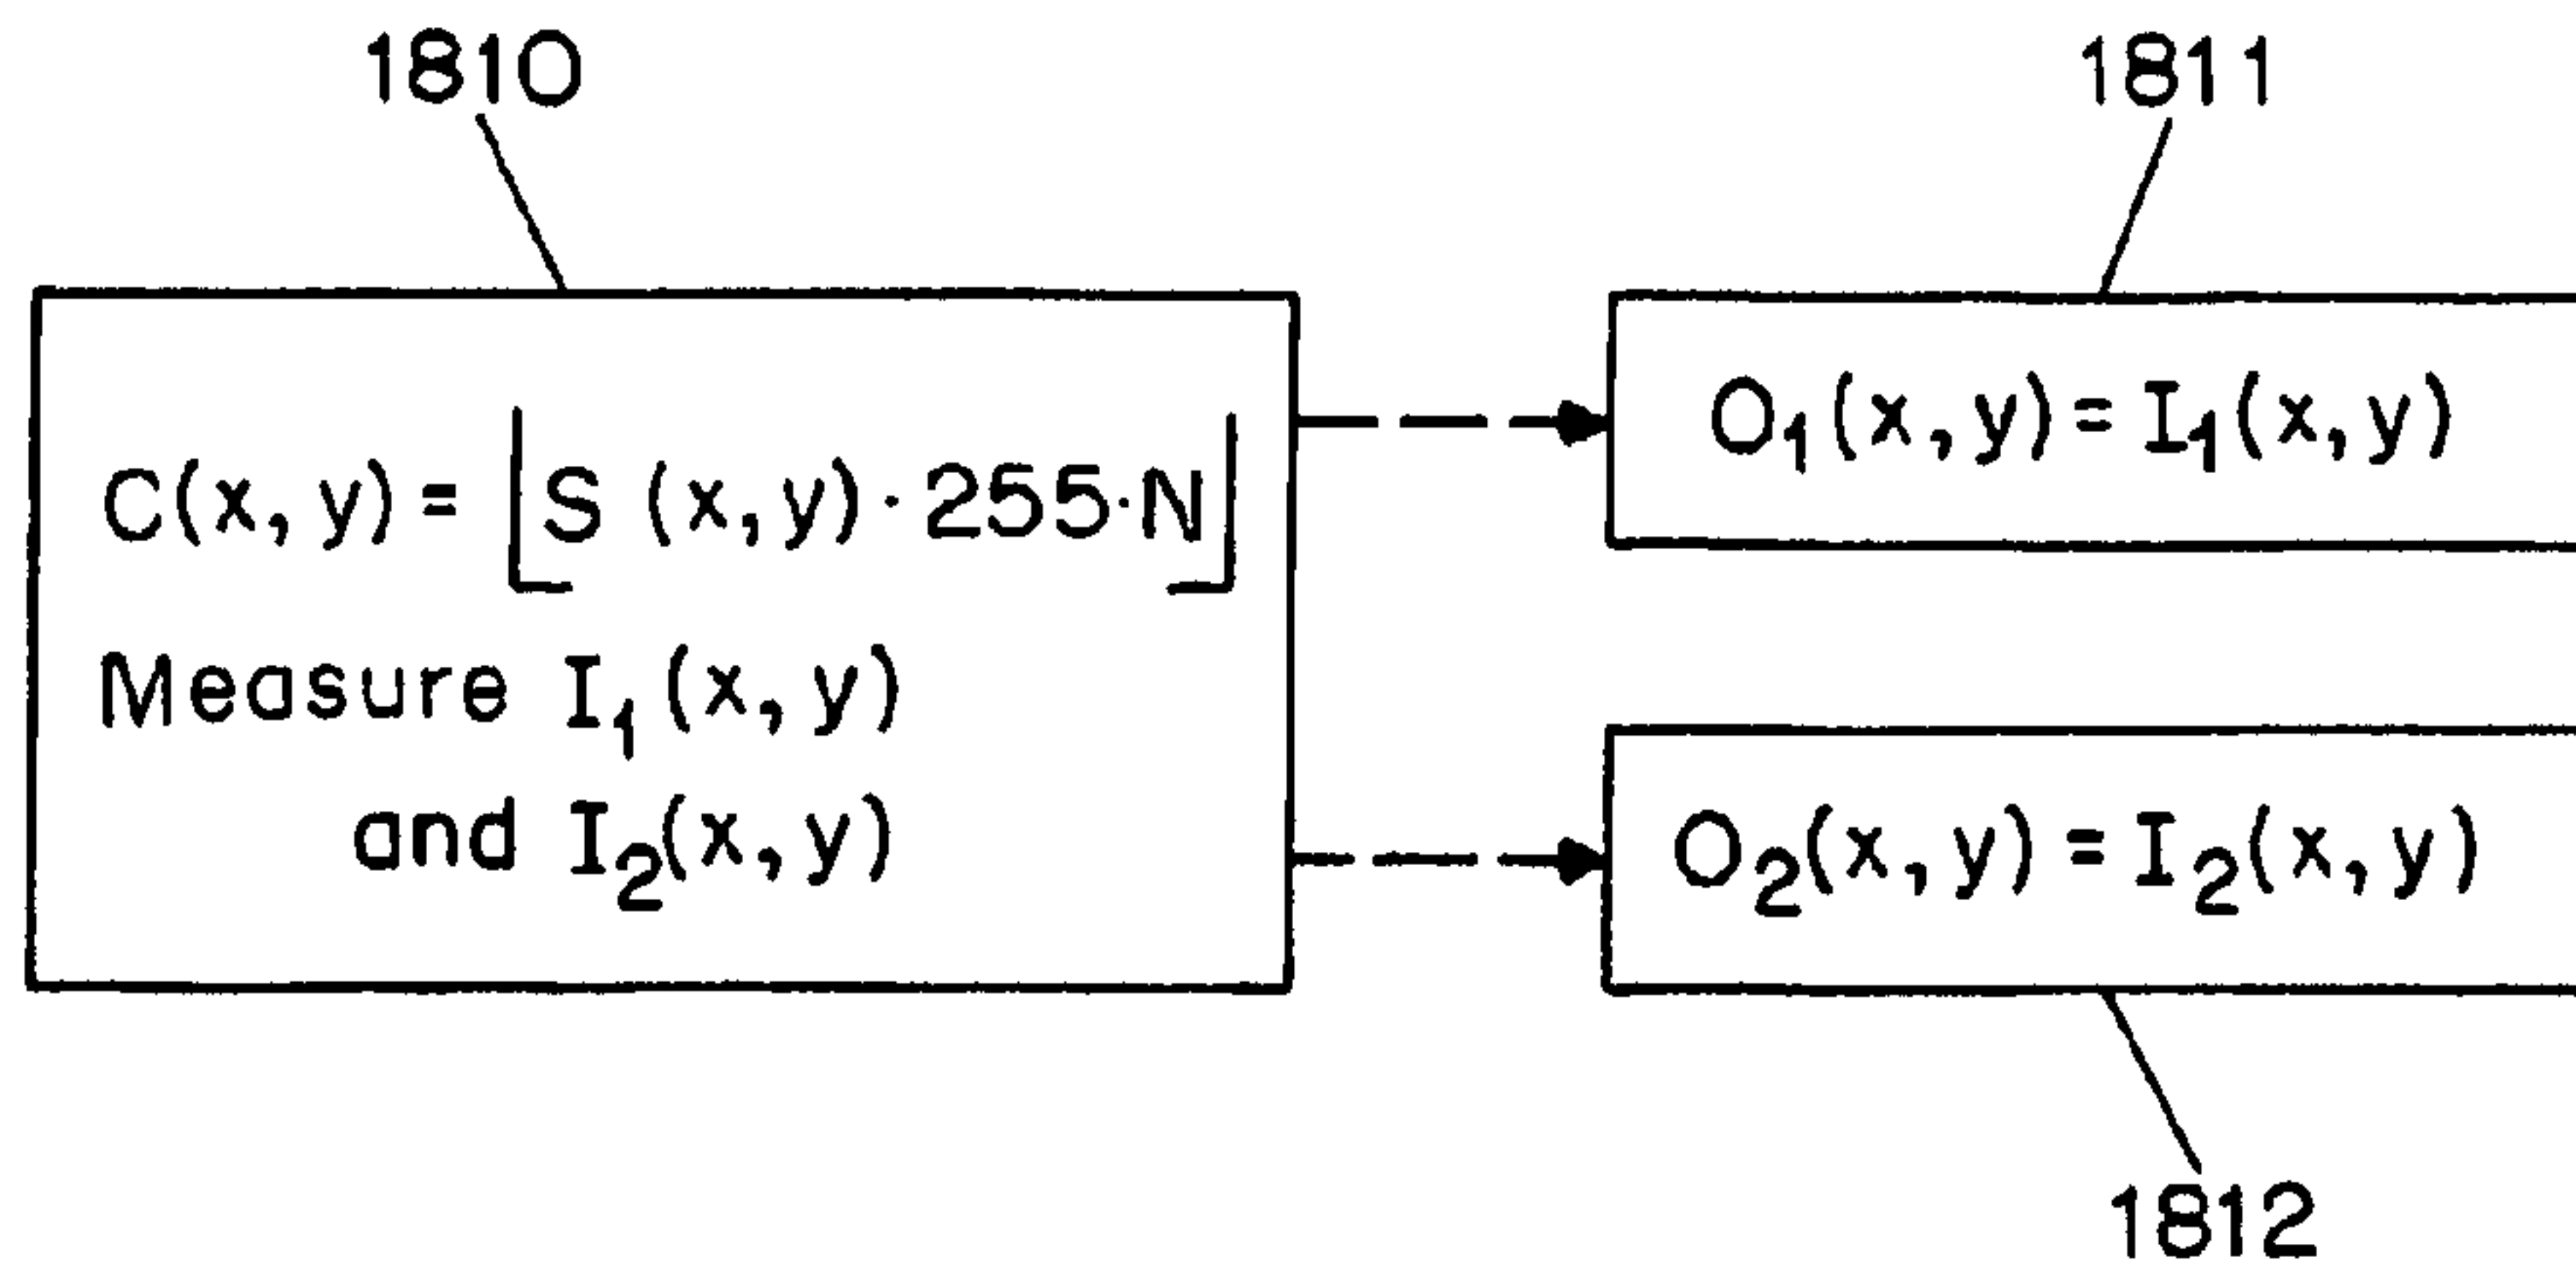 1810
1811
C(x, y) = ⌊S (x, y) · 255 · N⌋
Measure I₁(x, y)
and I₂(x, y)
O₁(x, y) = I₁(x, y)
O₂(x, y) = I₂(x, y)
1812